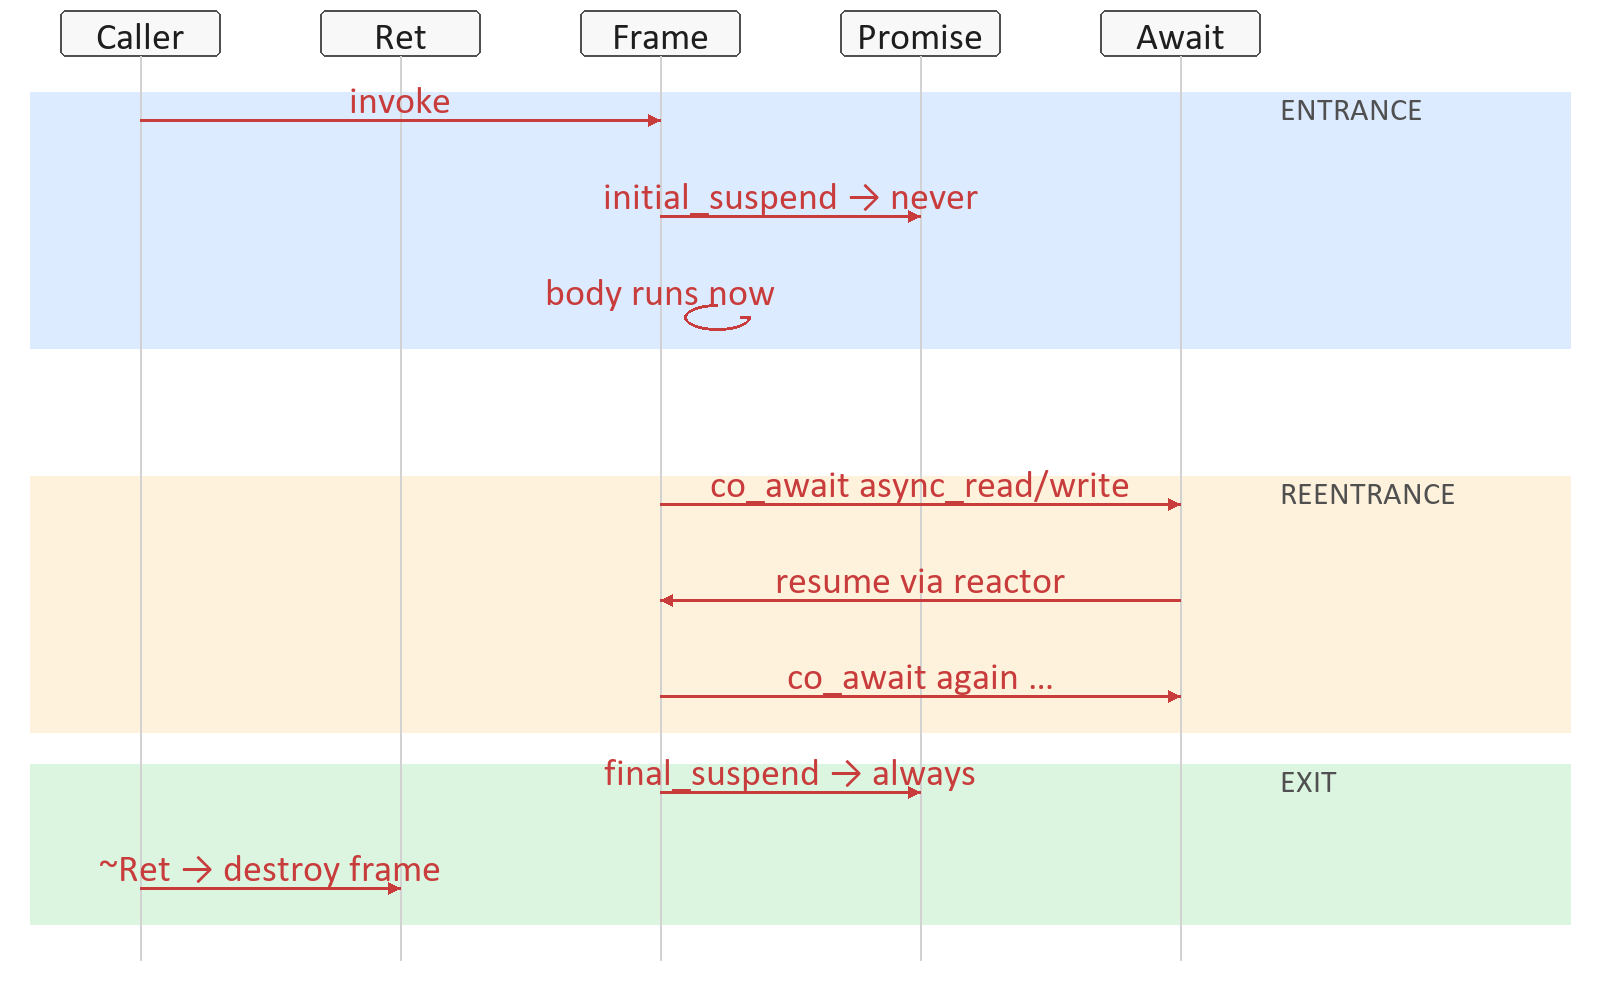 Caller
Ret
Frame
Promise
Await
invoke
ENTRANCE
initial_suspend → never
body runs now
co_await async_read/write
REENTRANCE
resume via reactor
co_await again ...
final_suspend → always
EXIT
~Ret → destroy frame